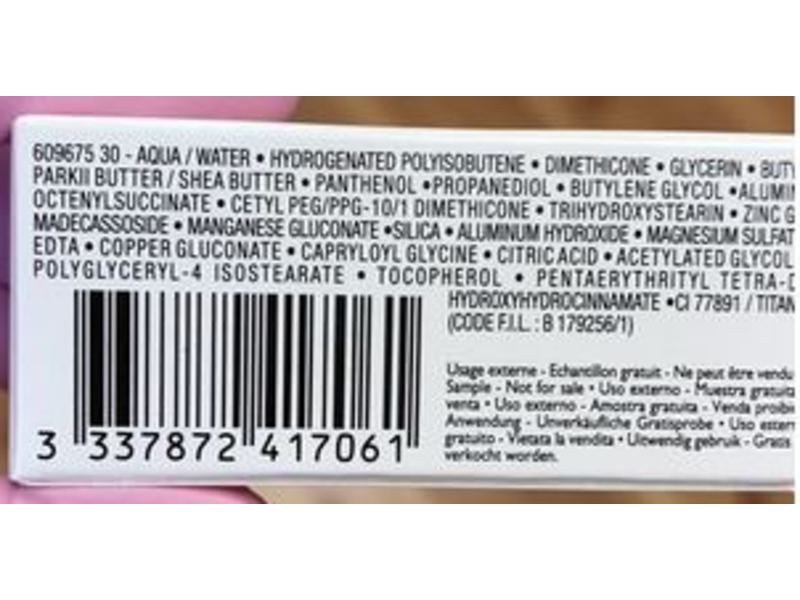 609675 30 - AQUA / WATER • HYDROGENATED POLYISOBUTENE • DIMETHICONE • GLYCERIN •
PARKII BUTTER / SHEA BUTTER • PANTHENOL •PROPANEDIOL • BUTYLENE GLYCOL •
OCTENYLSUCCINATE • CETYL PEG/PPG-10/1 DIMETHICONE • TRIHYDROXYSTEARIN • ZINC
MADECASSOSIDE • MANGANESE GLUCONATE •SILICA • ALUMINUM HYDROXIDE • MAGNESIUM
EDTA • COPPER GLUCONATE • CAPRYLOYL GLYCINE • CITRIC ACID • ACETYLATED
POLYGLYCERYL-4 ISOSTEARATE • TOCOPHEROL • PENTAERYTHRITYL
HYDROXYHYDROCINNAMATE •CI 77891 /
(CODE F.I.L. : B 179256/1)
Usage externe - Echantillon gratuit - Ne peut être
Sample - Not for sale • Uso externo - Muestra
venta • Uso externo - Amostra gratuita - Venda
Anwendung - Unverkäufliche Gratisprobe • Uso
gratuito - Vietata la vendita • Uitwendig gebruik - Gratis
verkocht worden.
3 337872 417061